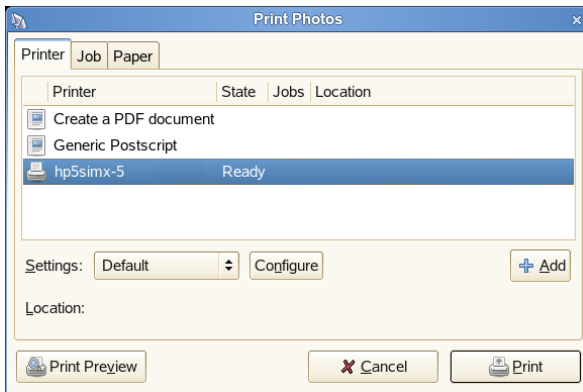 Print Photos
Printer Job Paper
Printer State Jobs Location
Create a PDF document
Generic Postscript
hp5simx-5 Ready
Settings: Default Configure Add
Location:
Print Preview Cancel Print